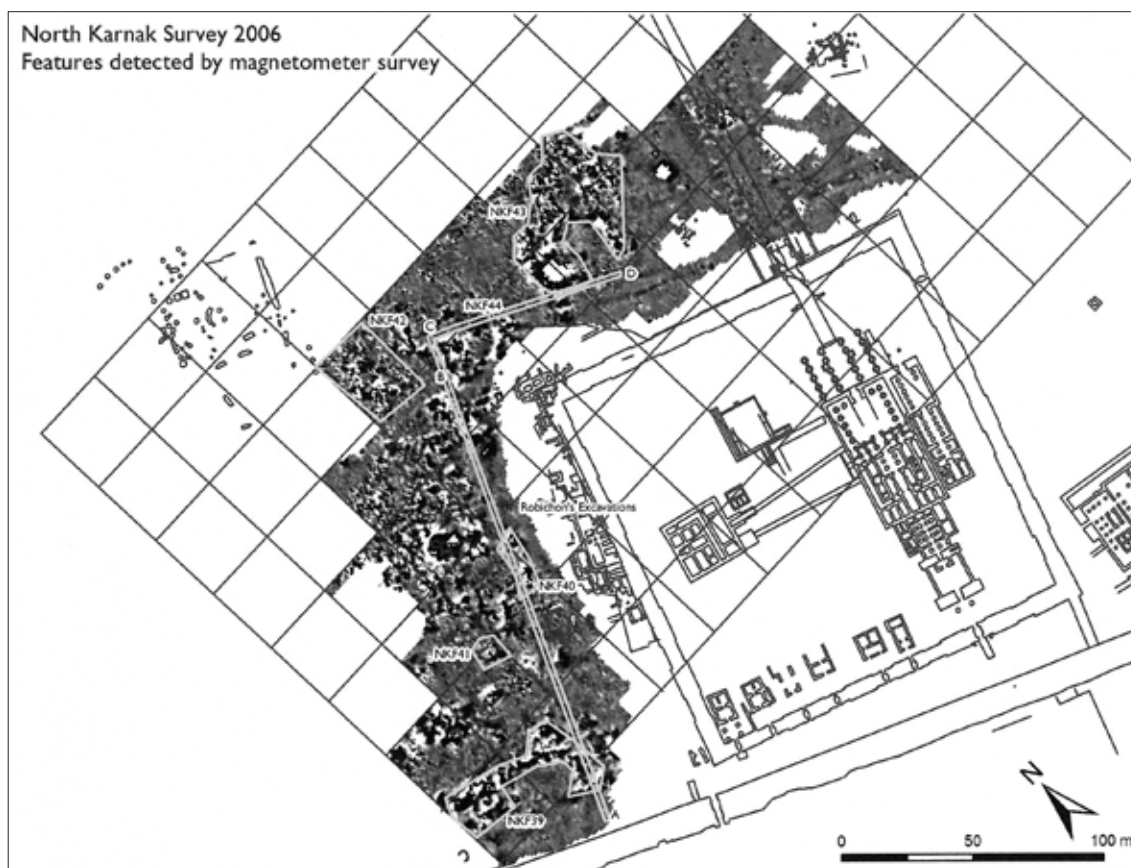 North Karnak Survey 2006
Features detected by magnetometer survey
NKF43
D
NKF44
NKF42
C
B
Robichon's Excavations
NKF40
NKF41
NKF39
A
N
0 50 100 m